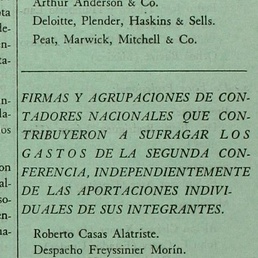 Arthur Anderson & Co.
Deloitte, Plender, Haskins & Sells.
Peat, Marwick, Mitchell & Co.
FIRMAS Y AGRUPACIONES DE CON-
TADORES NACIONALES QUE CON-
TRIBUYERON A SUFRAGAR LOS
GASTOS DE LA SEGUNDA CON-
FERENCIA, INDEPENDIENTEMENTE
DE LAS APORTACIONES INDIVI-
DUALES DE SUS INTEGRANTES.
Roberto Casas Alatriste.
Despacho Freyssinier Morín.